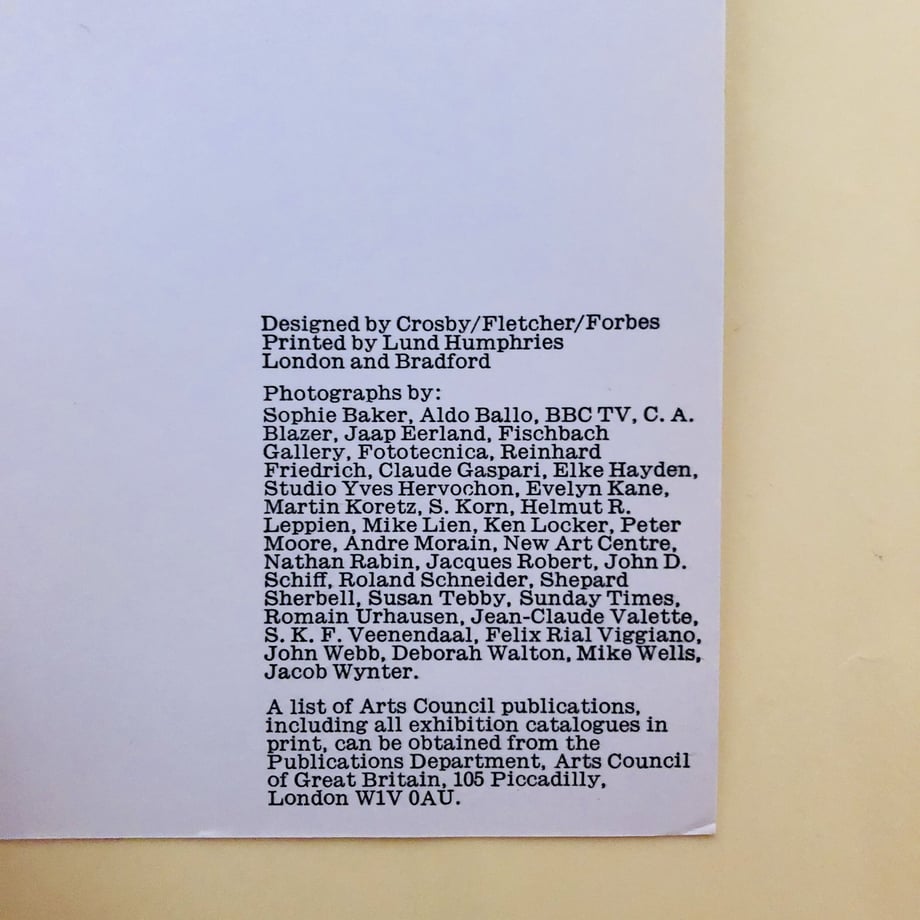 Designed by Crosby/Fletcher/Forbes
Printed by Lund Humphries
London and Bradford
Photographs by:
Sophie Baker, Aldo Ballo, BBC TV, C. A.
Blazer, Jaap Eerland, Fischbach
Gallery, Fototecnica, Reinhard
Friedrich, Claude Gaspari, Elke Hayden,
Studio Yves Hervochon, Evelyn Kane,
Martin Koretz, S. Korn, Helmut R.
Leppien, Mike Lien, Ken Locker, Peter
Moore, Andre Morain, New Art Centre,
Nathan Rabin, Jacques Robert, John D.
Schiff, Roland Schneider, Shepard
Sherbell, Susan Tebby, Sunday Times,
Romain Urhausen, Jean-Claude Valette,
S. K. F. Veenendaal, Felix Rial Viggiano,
John Webb, Deborah Walton, Mike Wells,
Jacob Wynter.
A list of Arts Council publications,
including all exhibition catalogues in
print, can be obtained from the
Publications Department, Arts Council
of Great Britain, 105 Piccadilly,
London W1V 0AU.